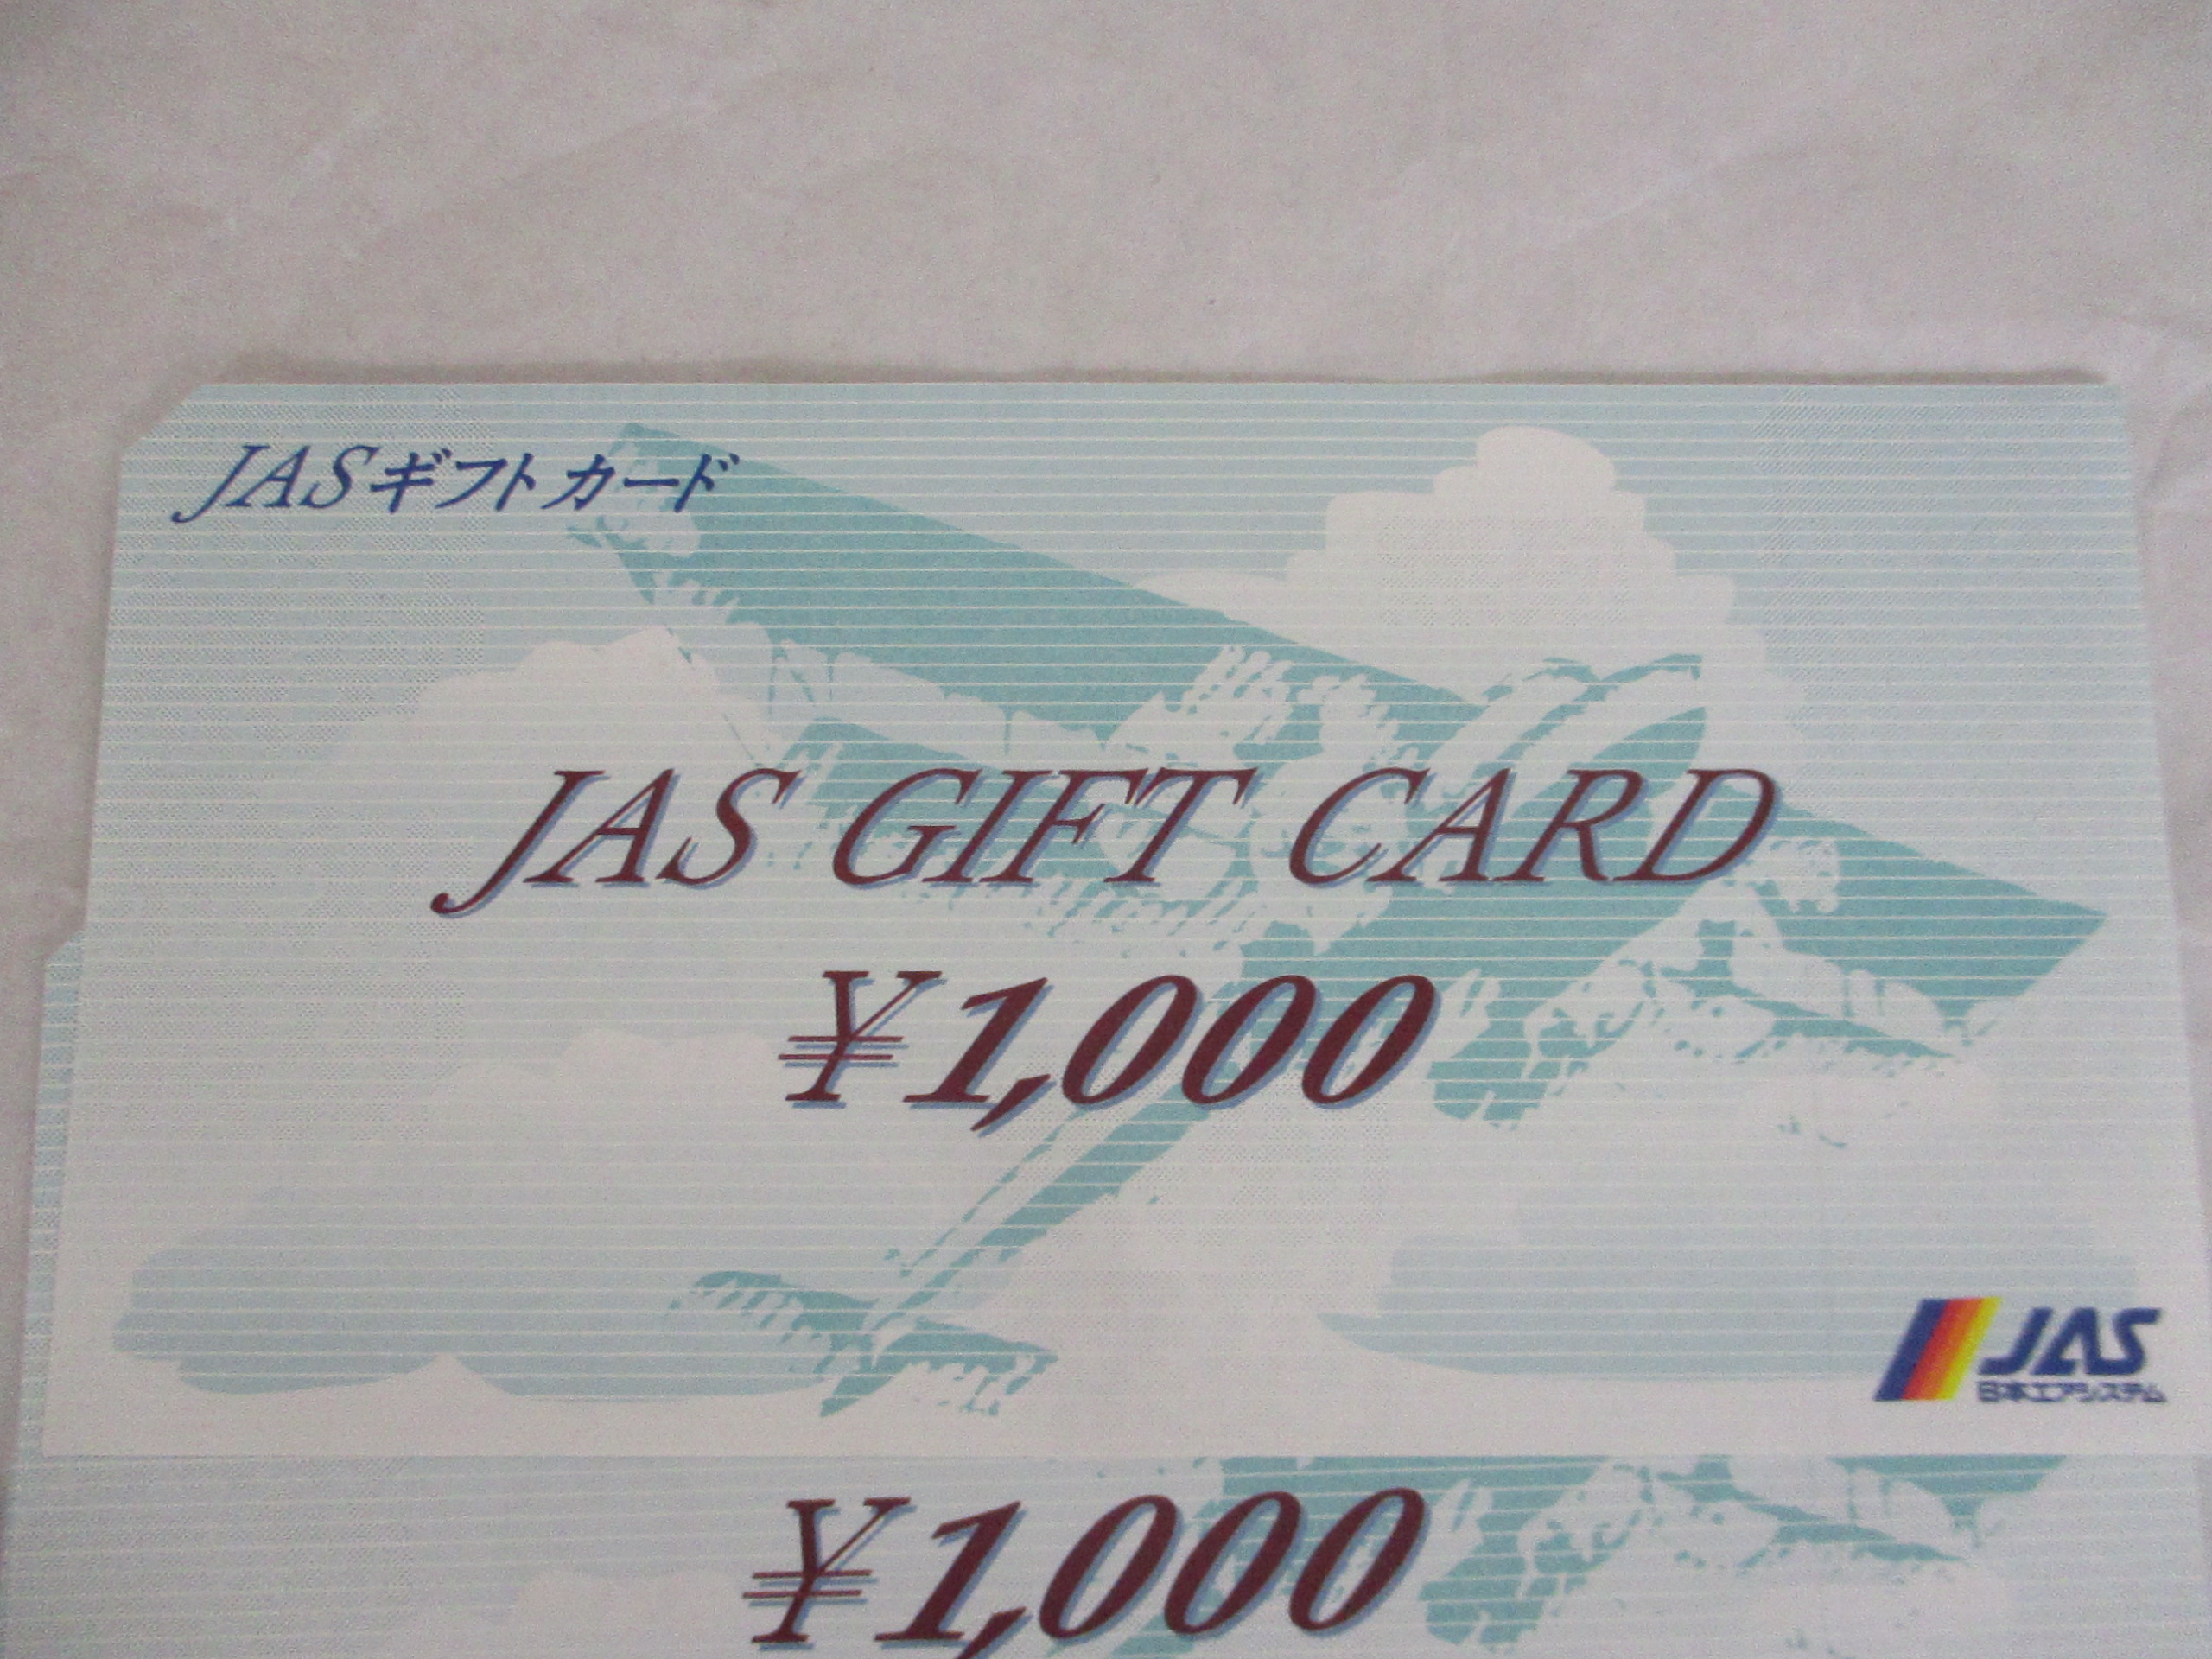 JASギフトカード
JAS GIFT CARD
¥1,000
JAS
日本エアシステム
¥1,000